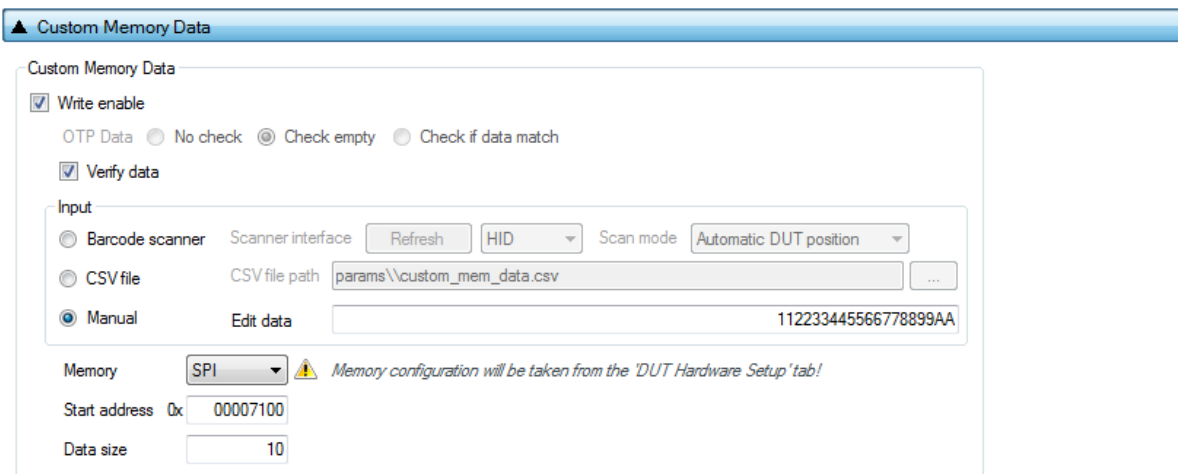 Custom Memory Data
Custom Memory Data
Write enable
OTP Data No check Check empty Check if data match
Verify data
Input
Barcode scanner Scanner interface Refresh HID Scan mode Automatic DUT position
CSV file CSV file path params\\custom_mem_data.csv ...
Manual Edit data 112233445566778899AA
Memory SPI Memory configuration will be taken from the 'DUT Hardware Setup' tab!
Start address 0x 00007100
Data size 10